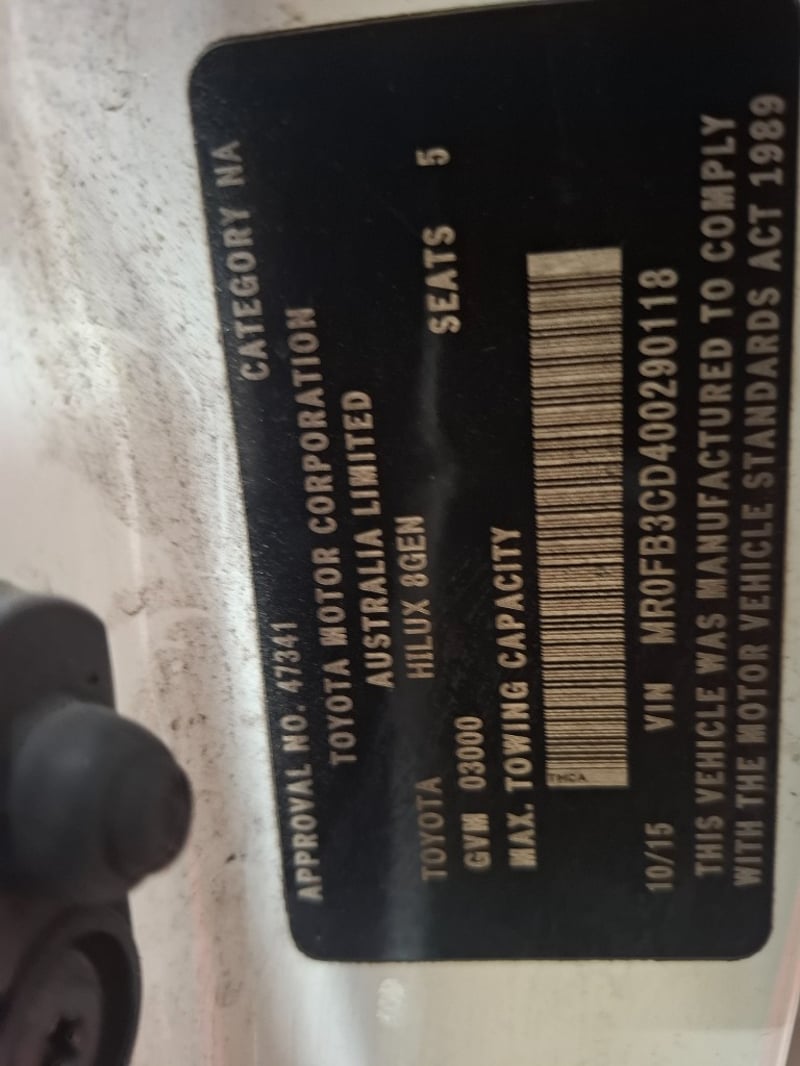 APPROVAL NO. 47341 CATEGORY NA
TOYOTA MOTOR CORPORATION
AUSTRALIA LIMITED
TOYOTA HILUX 8GEN
GVM 03000 SEATS 5
MAX. TOWING CAPACITY
TMCA
10/15 VIN MR0FB3CD400290118
THIS VEHICLE WAS MANUFACTURED TO COMPLY
WITH THE MOTOR VEHICLE STANDARDS ACT 1989